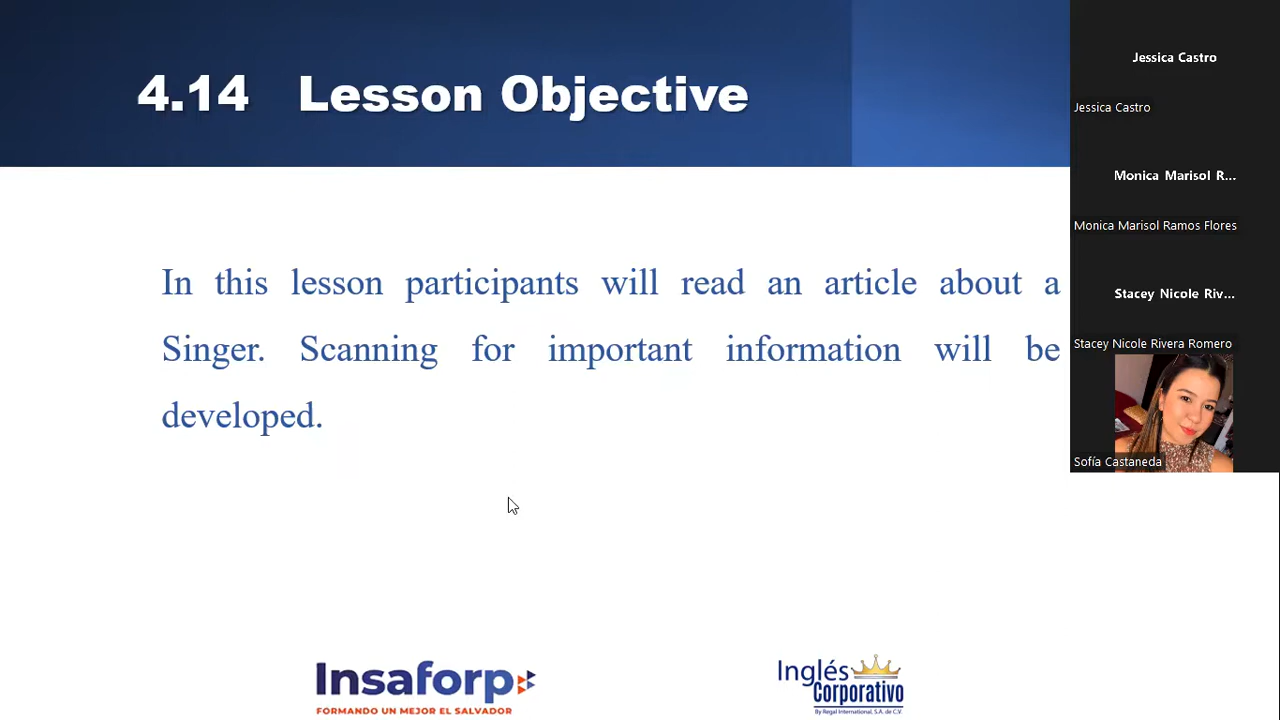 4.14 Lesson Objective
In this lesson participants will read an article about a
Singer. Scanning for important information will be
developed.
Jessica Castro
Jessica Castro
Monica Marisol R...
Monica Marisol Ramos Flores
Stacey Nicole Riv...
Stacey Nicole Rivera Romero
Sofía Castaneda
Insaforp
FORMANDO UN MEJOR EL SALVADOR
Inglés
Corporativo
By Regal International, S.A. de C.V.